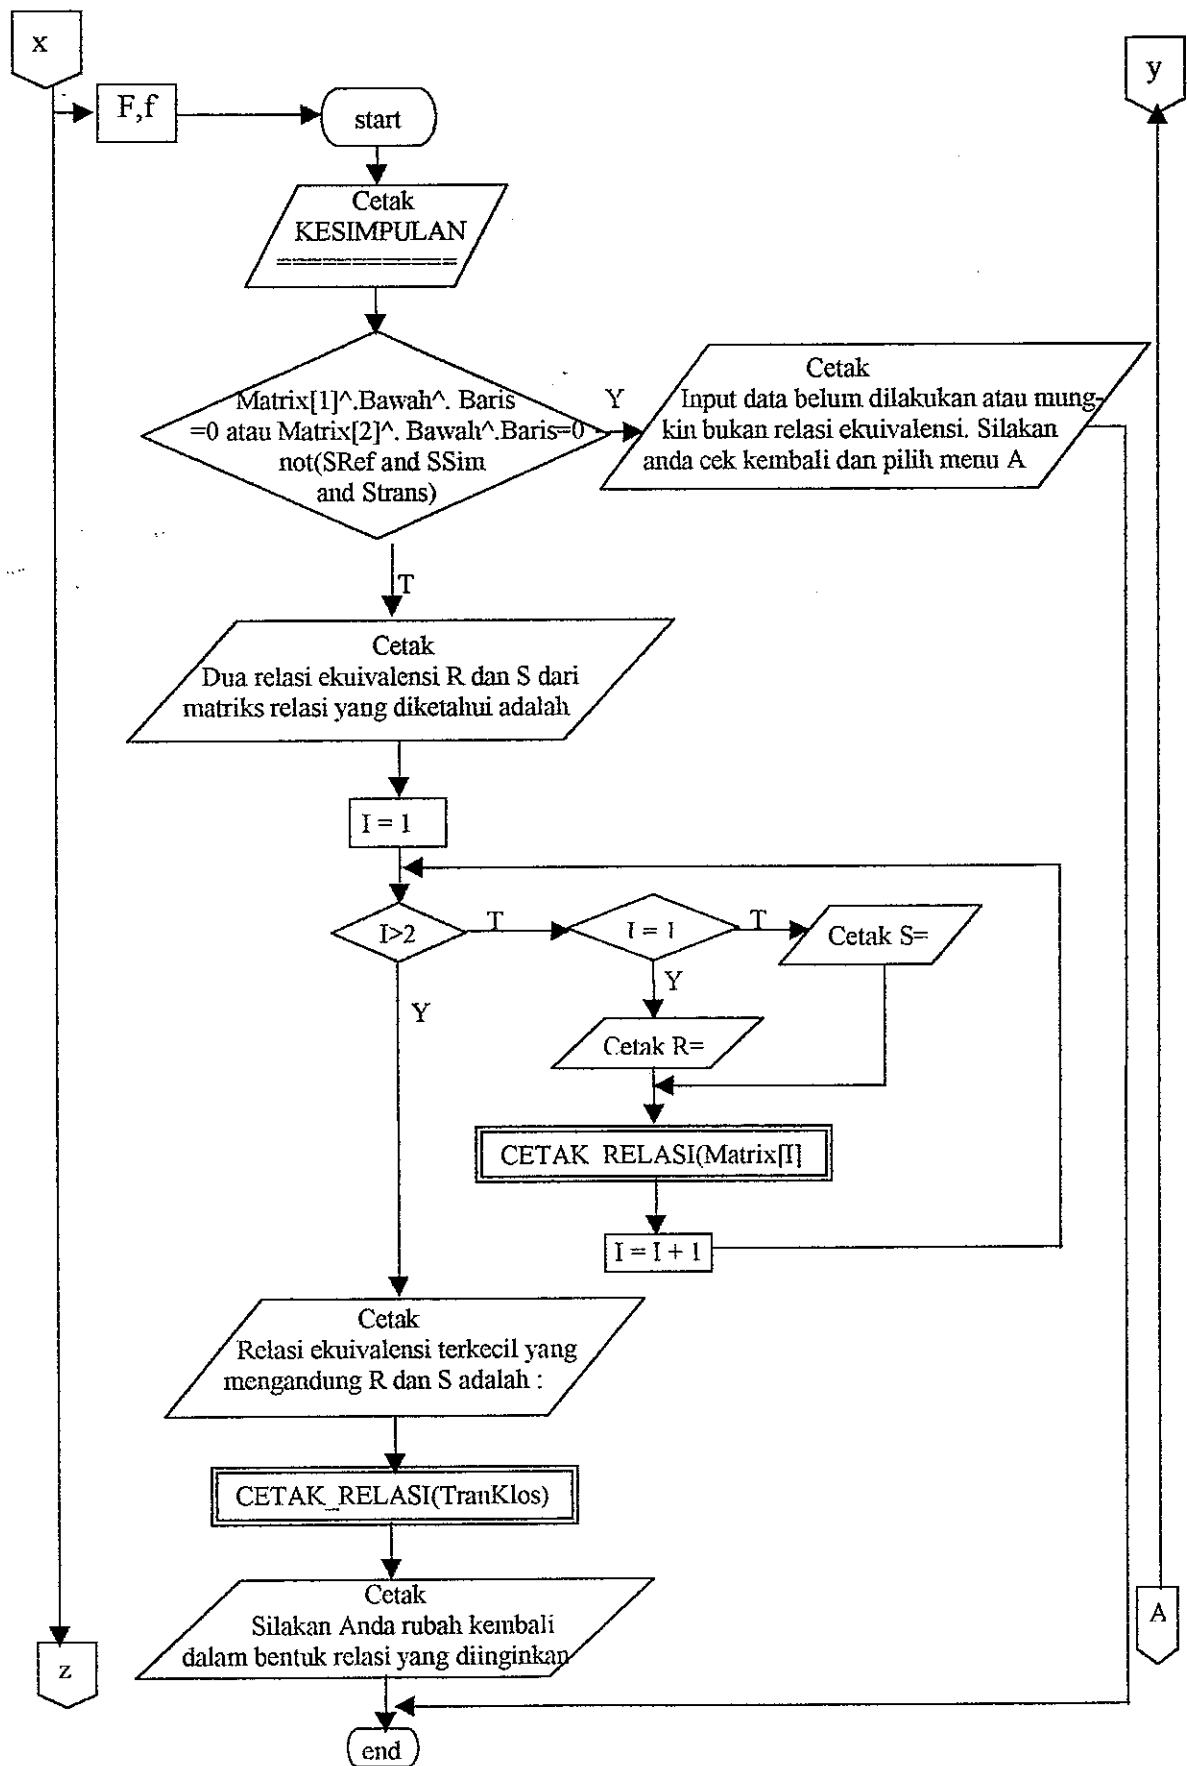 x
y
F,f
start
Cetak
KESIMPULAN
============
Matrix[1]^.Bawah^. Baris
=0 atau Matrix[2]^. Bawah^.Baris=0
not(SRef and SSim
and Strans)
Y
Cetak
Input data belum dilakukan atau mung-
kin bukan relasi ekuivalensi. Silakan
anda cek kembali dan pilih menu A
T
Cetak
Dua relasi ekuivalensi R dan S dari
matriks relasi yang diketahui adalah
I = 1
I>2
T
I = 1
T
Cetak S=
Y
Y
Cetak R=
CETAK_RELASI(Matrix[I]
I = I + 1
Cetak
Relasi ekuivalensi terkecil yang
mengandung R dan S adalah :
CETAK_RELASI(TranKlos)
Cetak
Silakan Anda rubah kembali
dalam bentuk relasi yang diinginkan
A
z
end